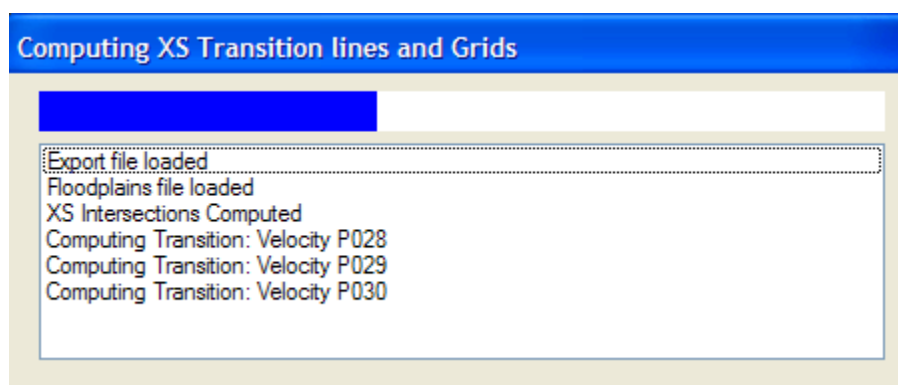 Computing XS Transition lines and Grids
Export file loaded
Floodplains file loaded
XS Intersections Computed
Computing Transition: Velocity P028
Computing Transition: Velocity P029
Computing Transition: Velocity P030